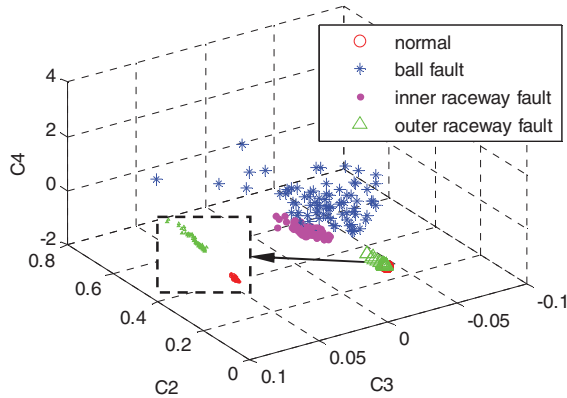 normal
ball fault
inner raceway fault
outer raceway fault
4
2
0
-2
C4
0.8
0.6
0.4
0.2
0
C2
0.1
0.05
0
-0.05
-0.1
C3